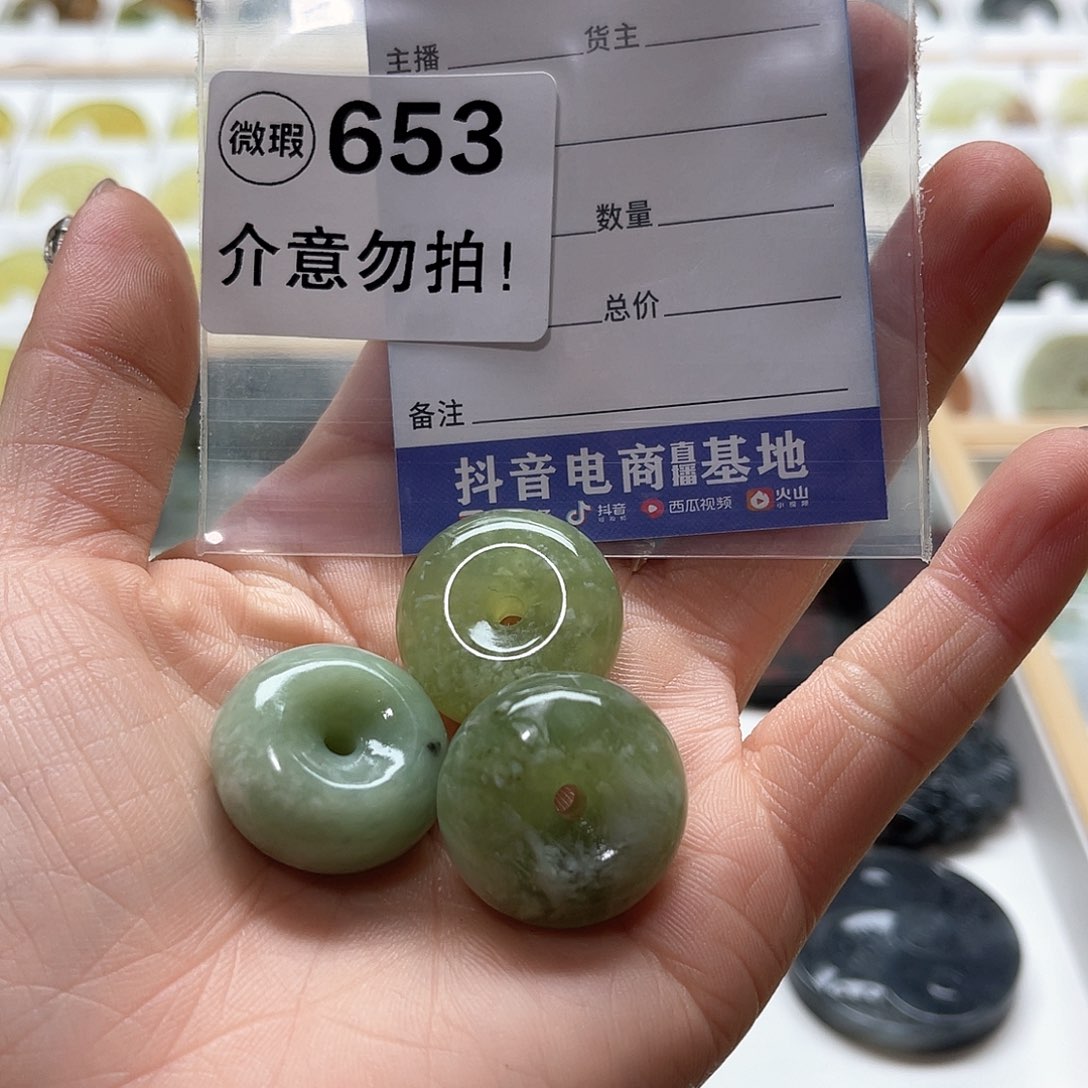 主播 货主
微瑕 653
介意勿拍!
数量
总价
备注
抖音电商直播基地
抖音 西瓜视频 火山